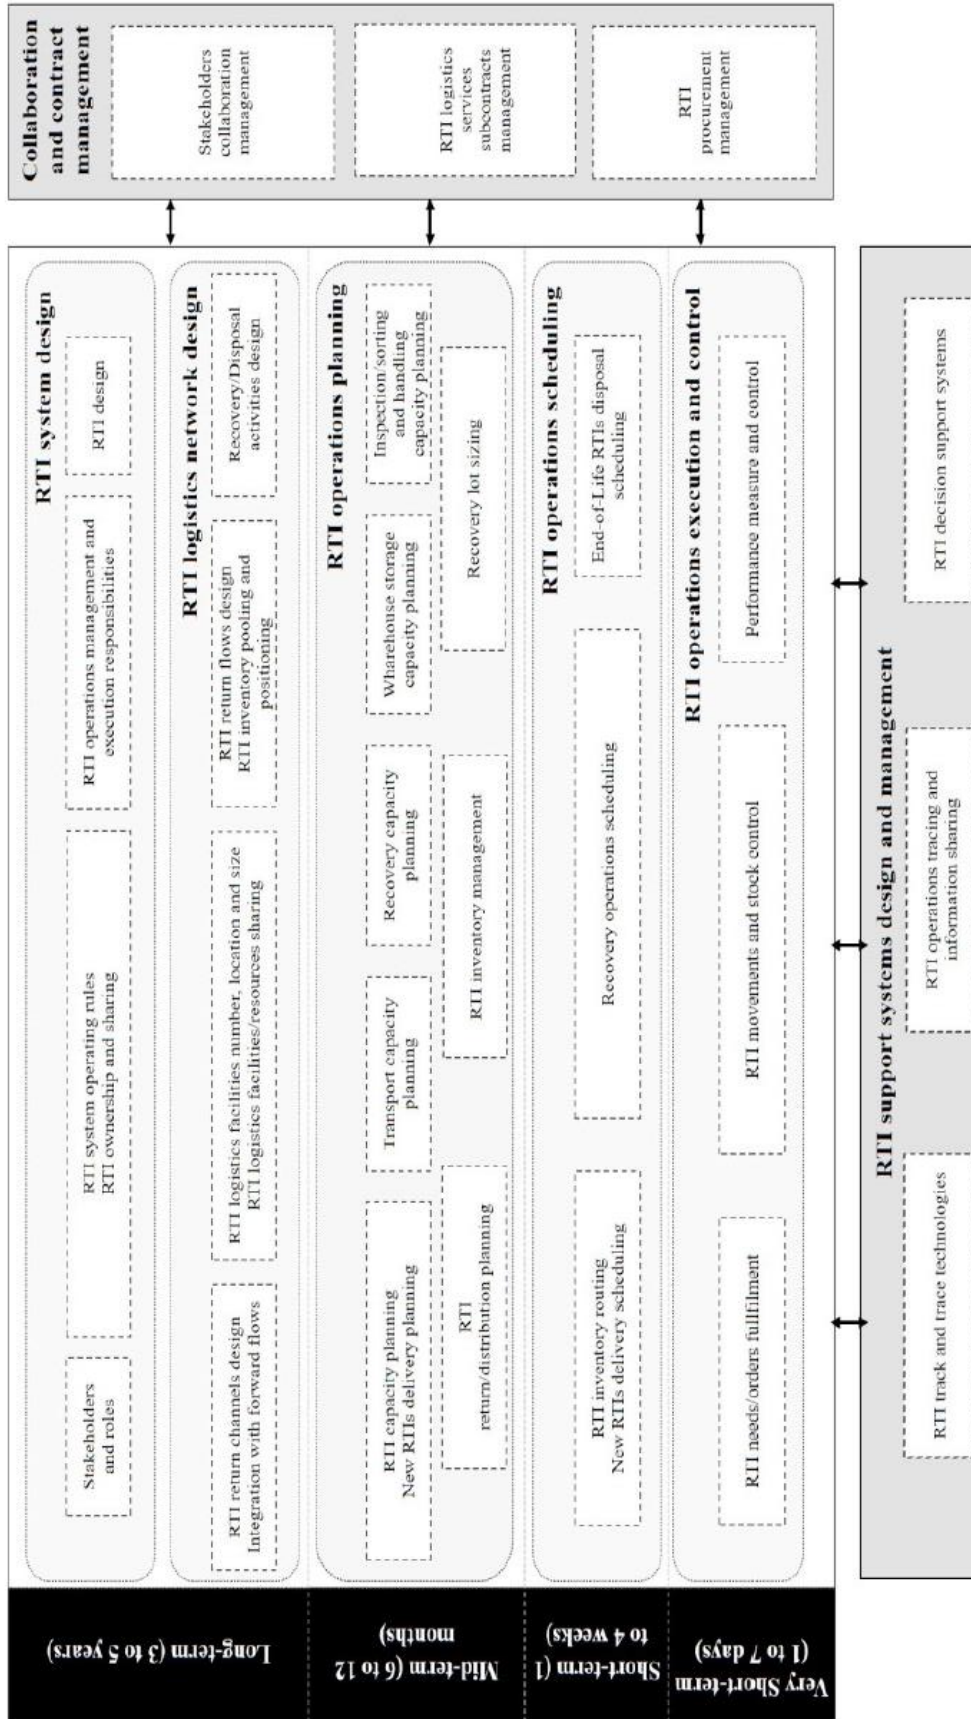 Long-term (3 to 5 years)
RTI system design
Stakeholders
and roles
RTI system operating rules
RTI ownership and sharing
RTI operations management and
execution responsibilities
RTI design
RTI logistics network design
RTI return channels design
Integration with forward flows
RTI logistics facilities number, location and size
RTI logistics facilities/resources sharing
RTI return flows design
RTI inventory pooling and
positioning
Recovery/Disposal
activities design
Mid-term (6 to 12
months)
RTI operations planning
RTI capacity planning
New RTIs delivery planning
Transport capacity
planning
Recovery capacity
planning
Wharehouse storage
capacity planning
Inspection/sorting
and handling
capacity planning
RTI
return/distribution planning
RTI inventory management
Recovery lot sizing
Short-term (1
to 4 weeks)
RTI operations scheduling
RTI inventory routing
New RTIs delivery scheduling
Recovery operations scheduling
End-of-Life RTIs disposal
scheduling
Very Short-term
(1 to 7 days)
RTI operations execution and control
RTI needs/orders fullfilment
RTI movements and stock control
Performance measure and control
Collaboration
and contract
management
Stakeholders
collaboration
management
RTI logistics
services
subcontracts
management
RTI
procurement
management
RTI support systems design and management
RTI track and trace technologies
RTI operations tracing and
information sharing
RTI decision support systems